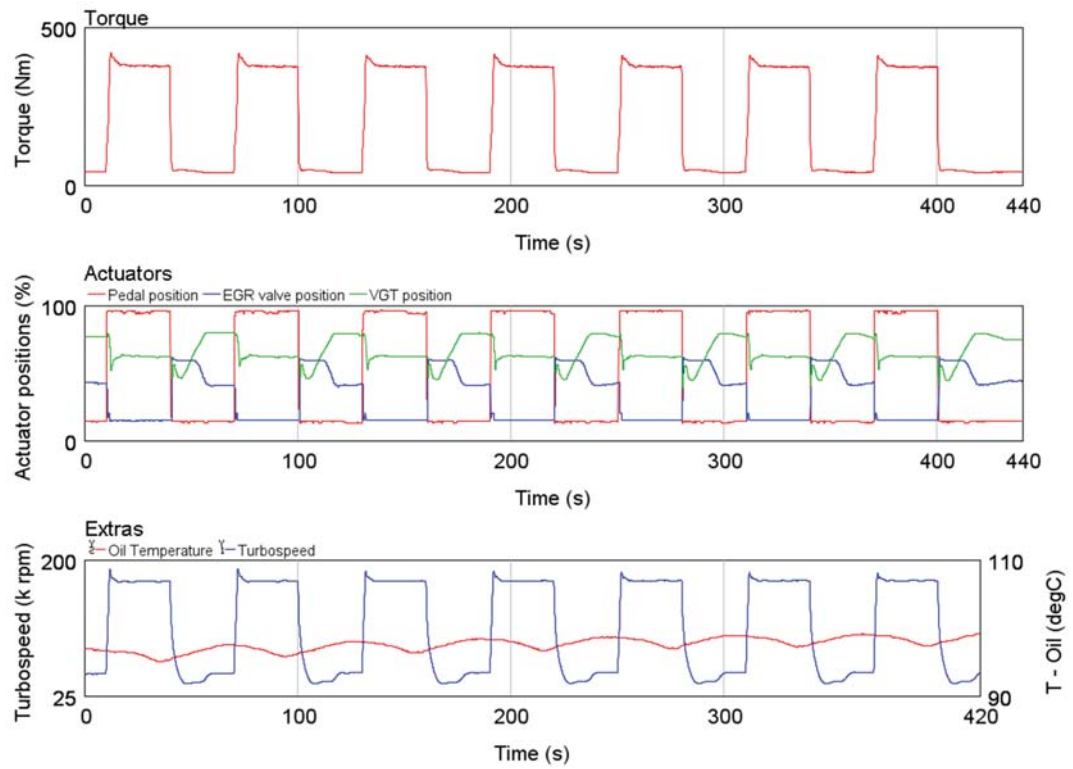 Torque
Torque (Nm)
500
0
0 100 200 300 400 440
Time (s)
Actuators
Pedal position EGR valve position VGT position
Actuator positions (%)
100
0
0 100 200 300 400 440
Time (s)
Extras
Oil Temperature Turbospeed
Turbospeed (k rpm)
200
25
110
90
T - Oil (degC)
0 100 200 300 420
Time (s)